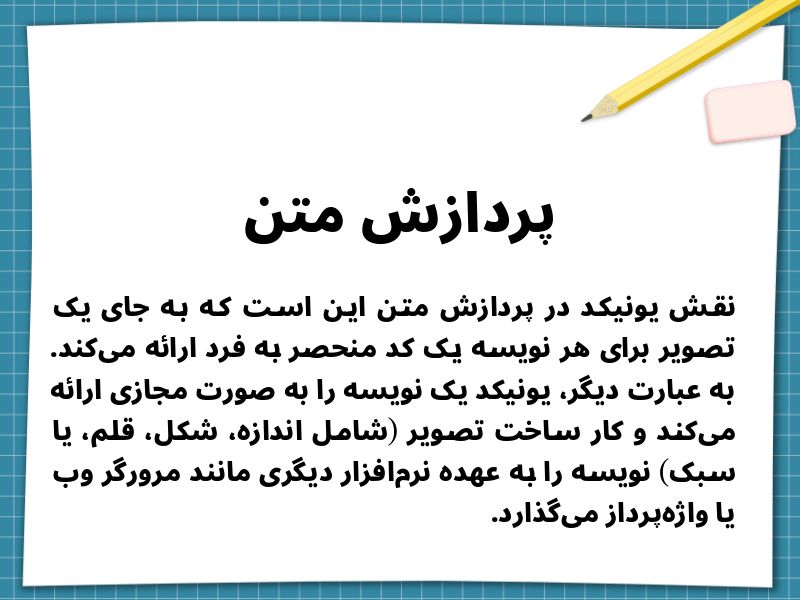 پردازش متن
نقش یونیکد در پردازش متن این است که به جای یک
تصویر برای هر نویسه یک کد منحصر به فرد ارائه می‌کند.
به عبارت دیگر، یونیکد یک نویسه را به صورت مجازی ارائه
می‌کند و کار ساخت تصویر (شامل اندازه، شکل، قلم، یا
سبک) نویسه را به عهده نرم‌افزار دیگری مانند مرورگر وب
یا واژه‌پرداز می‌گذارد.